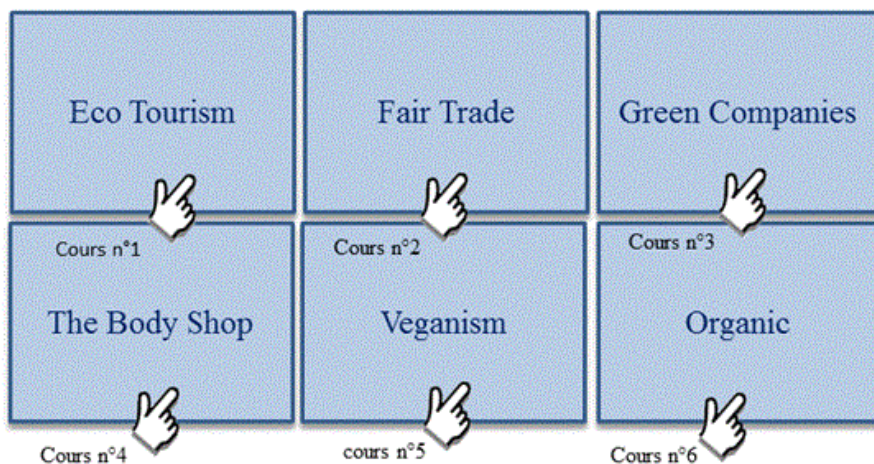 Eco Tourism
Fair Trade
Green Companies
Cours n°1
Cours n°2
Cours n°3
The Body Shop
Veganism
Organic
Cours n°4
cours n°5
Cours n°6